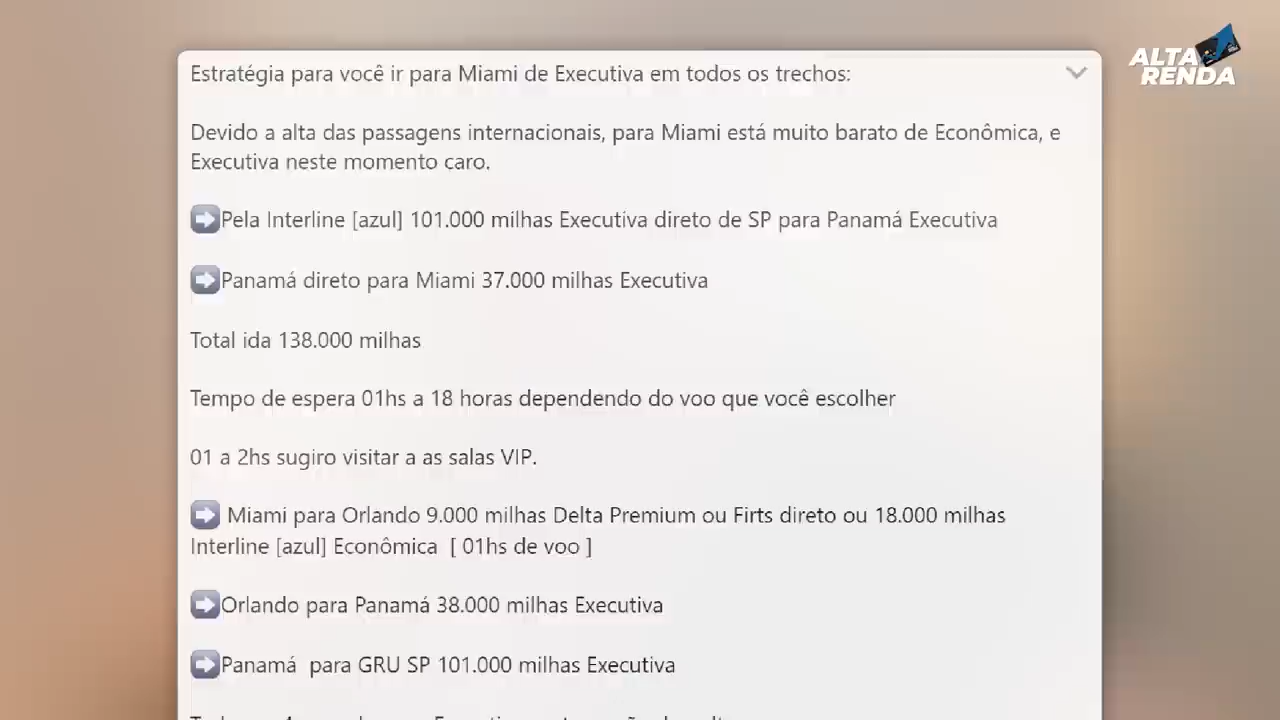 ALTA
RENDA
Estratégia para você ir para Miami de Executiva em todos os trechos:
Devido a alta das passagens internacionais, para Miami está muito barato de Econômica, e
Executiva neste momento caro.
➡Pela Interline [azul] 101.000 milhas Executiva direto de SP para Panamá Executiva
➡Panamá direto para Miami 37.000 milhas Executiva
Total ida 138.000 milhas
Tempo de espera 01hs a 18 horas dependendo do voo que você escolher
01 a 2hs sugiro visitar a as salas VIP.
➡ Miami para Orlando 9.000 milhas Delta Premium ou Firts direto ou 18.000 milhas
Interline [azul] Econômica [ 01hs de voo ]
➡Orlando para Panamá 38.000 milhas Executiva
➡Panamá para GRU SP 101.000 milhas Executiva